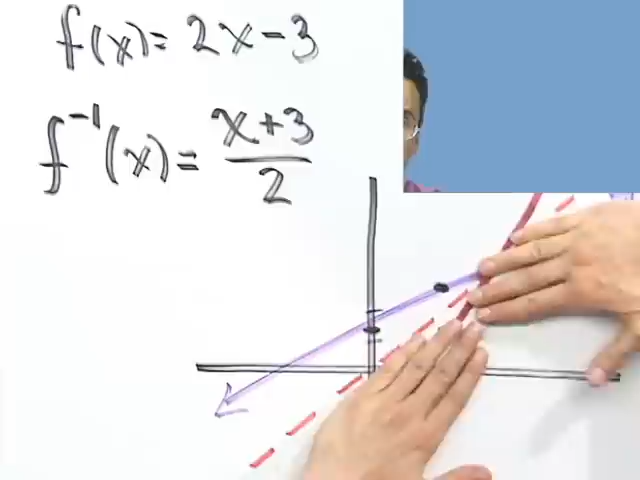 f(x)= 2x-3
f⁻¹(x)= x+3
2